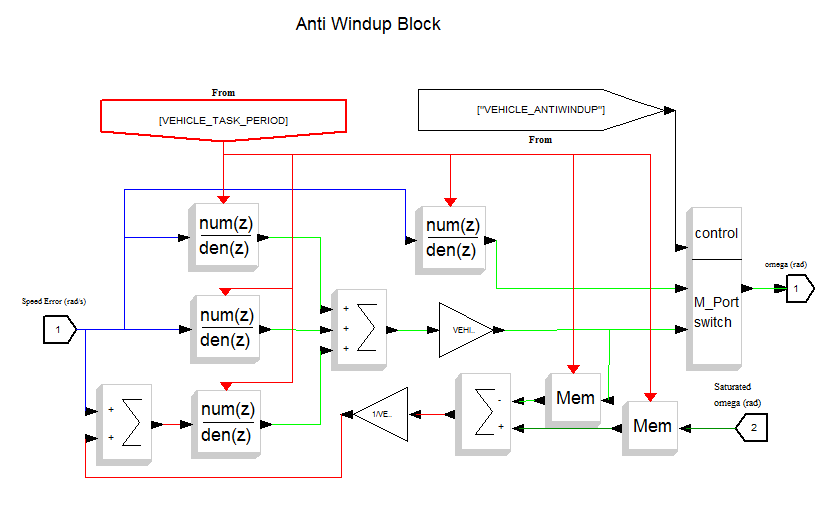 Anti Windup Block
From
[VEHICLE_TASK_PERIOD]
["VEHICLE_ANTIWINDUP"]
From
num(z)
den(z)
num(z)
den(z)
control
omega (rad)
1
M_Port
switch
Speed Error (rad/s)
1
num(z)
den(z)
+
+
+
Σ
VEHI..
+
+
Σ
num(z)
den(z)
1/VE..
Σ
-
+
Mem
Mem
Saturated
omega (rad)
2